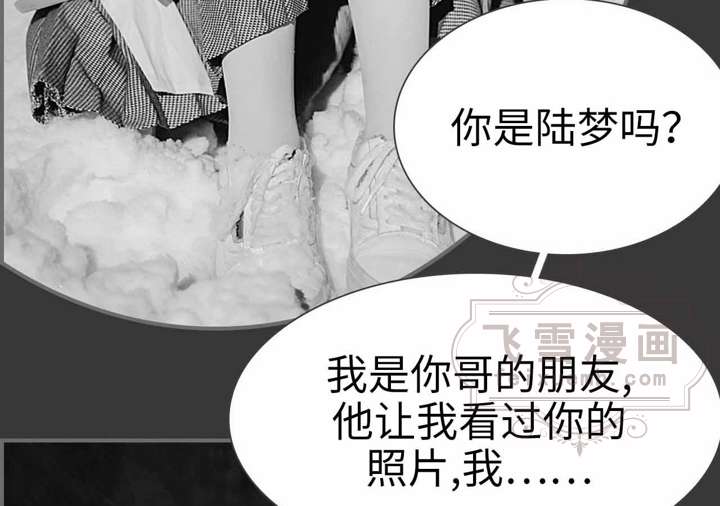 你是陆梦吗？
飞雪漫画
我是你哥的朋友,
他让我看过你的
照片,我……